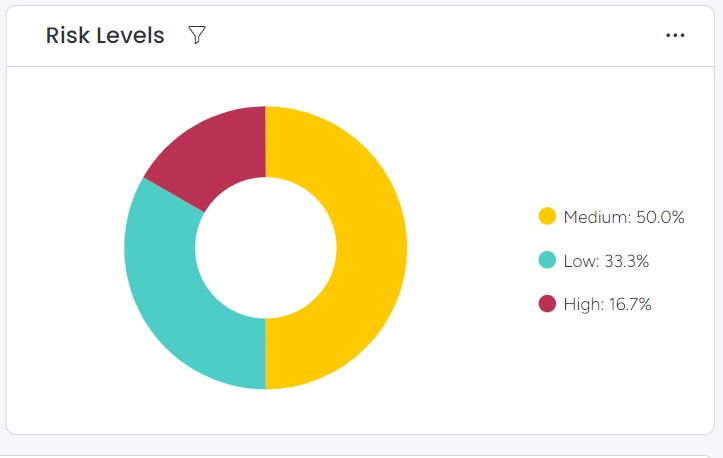 Risk Levels
Medium: 50.0%
Low: 33.3%
High: 16.7%